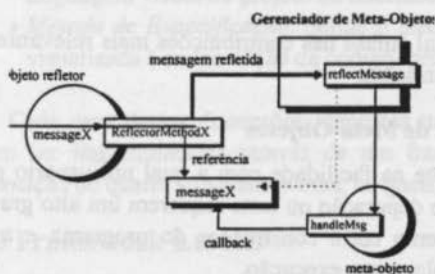 Gerenciador de Meta-Objetos
mensagem refletida
reflectMessage
objeto refletor
messageX
ReflectorMethodX
referência
messageX
handleMsg
callback
meta-objeto